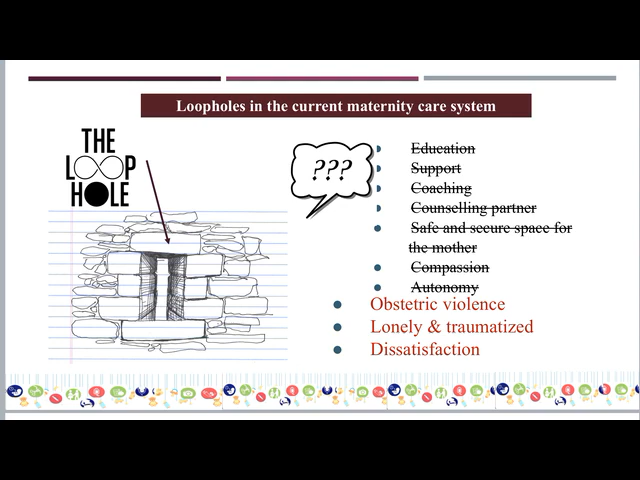 Loopholes in the current maternity care system
THE
LOOP
HOLE
???
Education
Support
Coaching
Counselling partner
Safe and secure space for
the mother
Compassion
Autonomy
Obstetric violence
Lonely & traumatized
Dissatisfaction